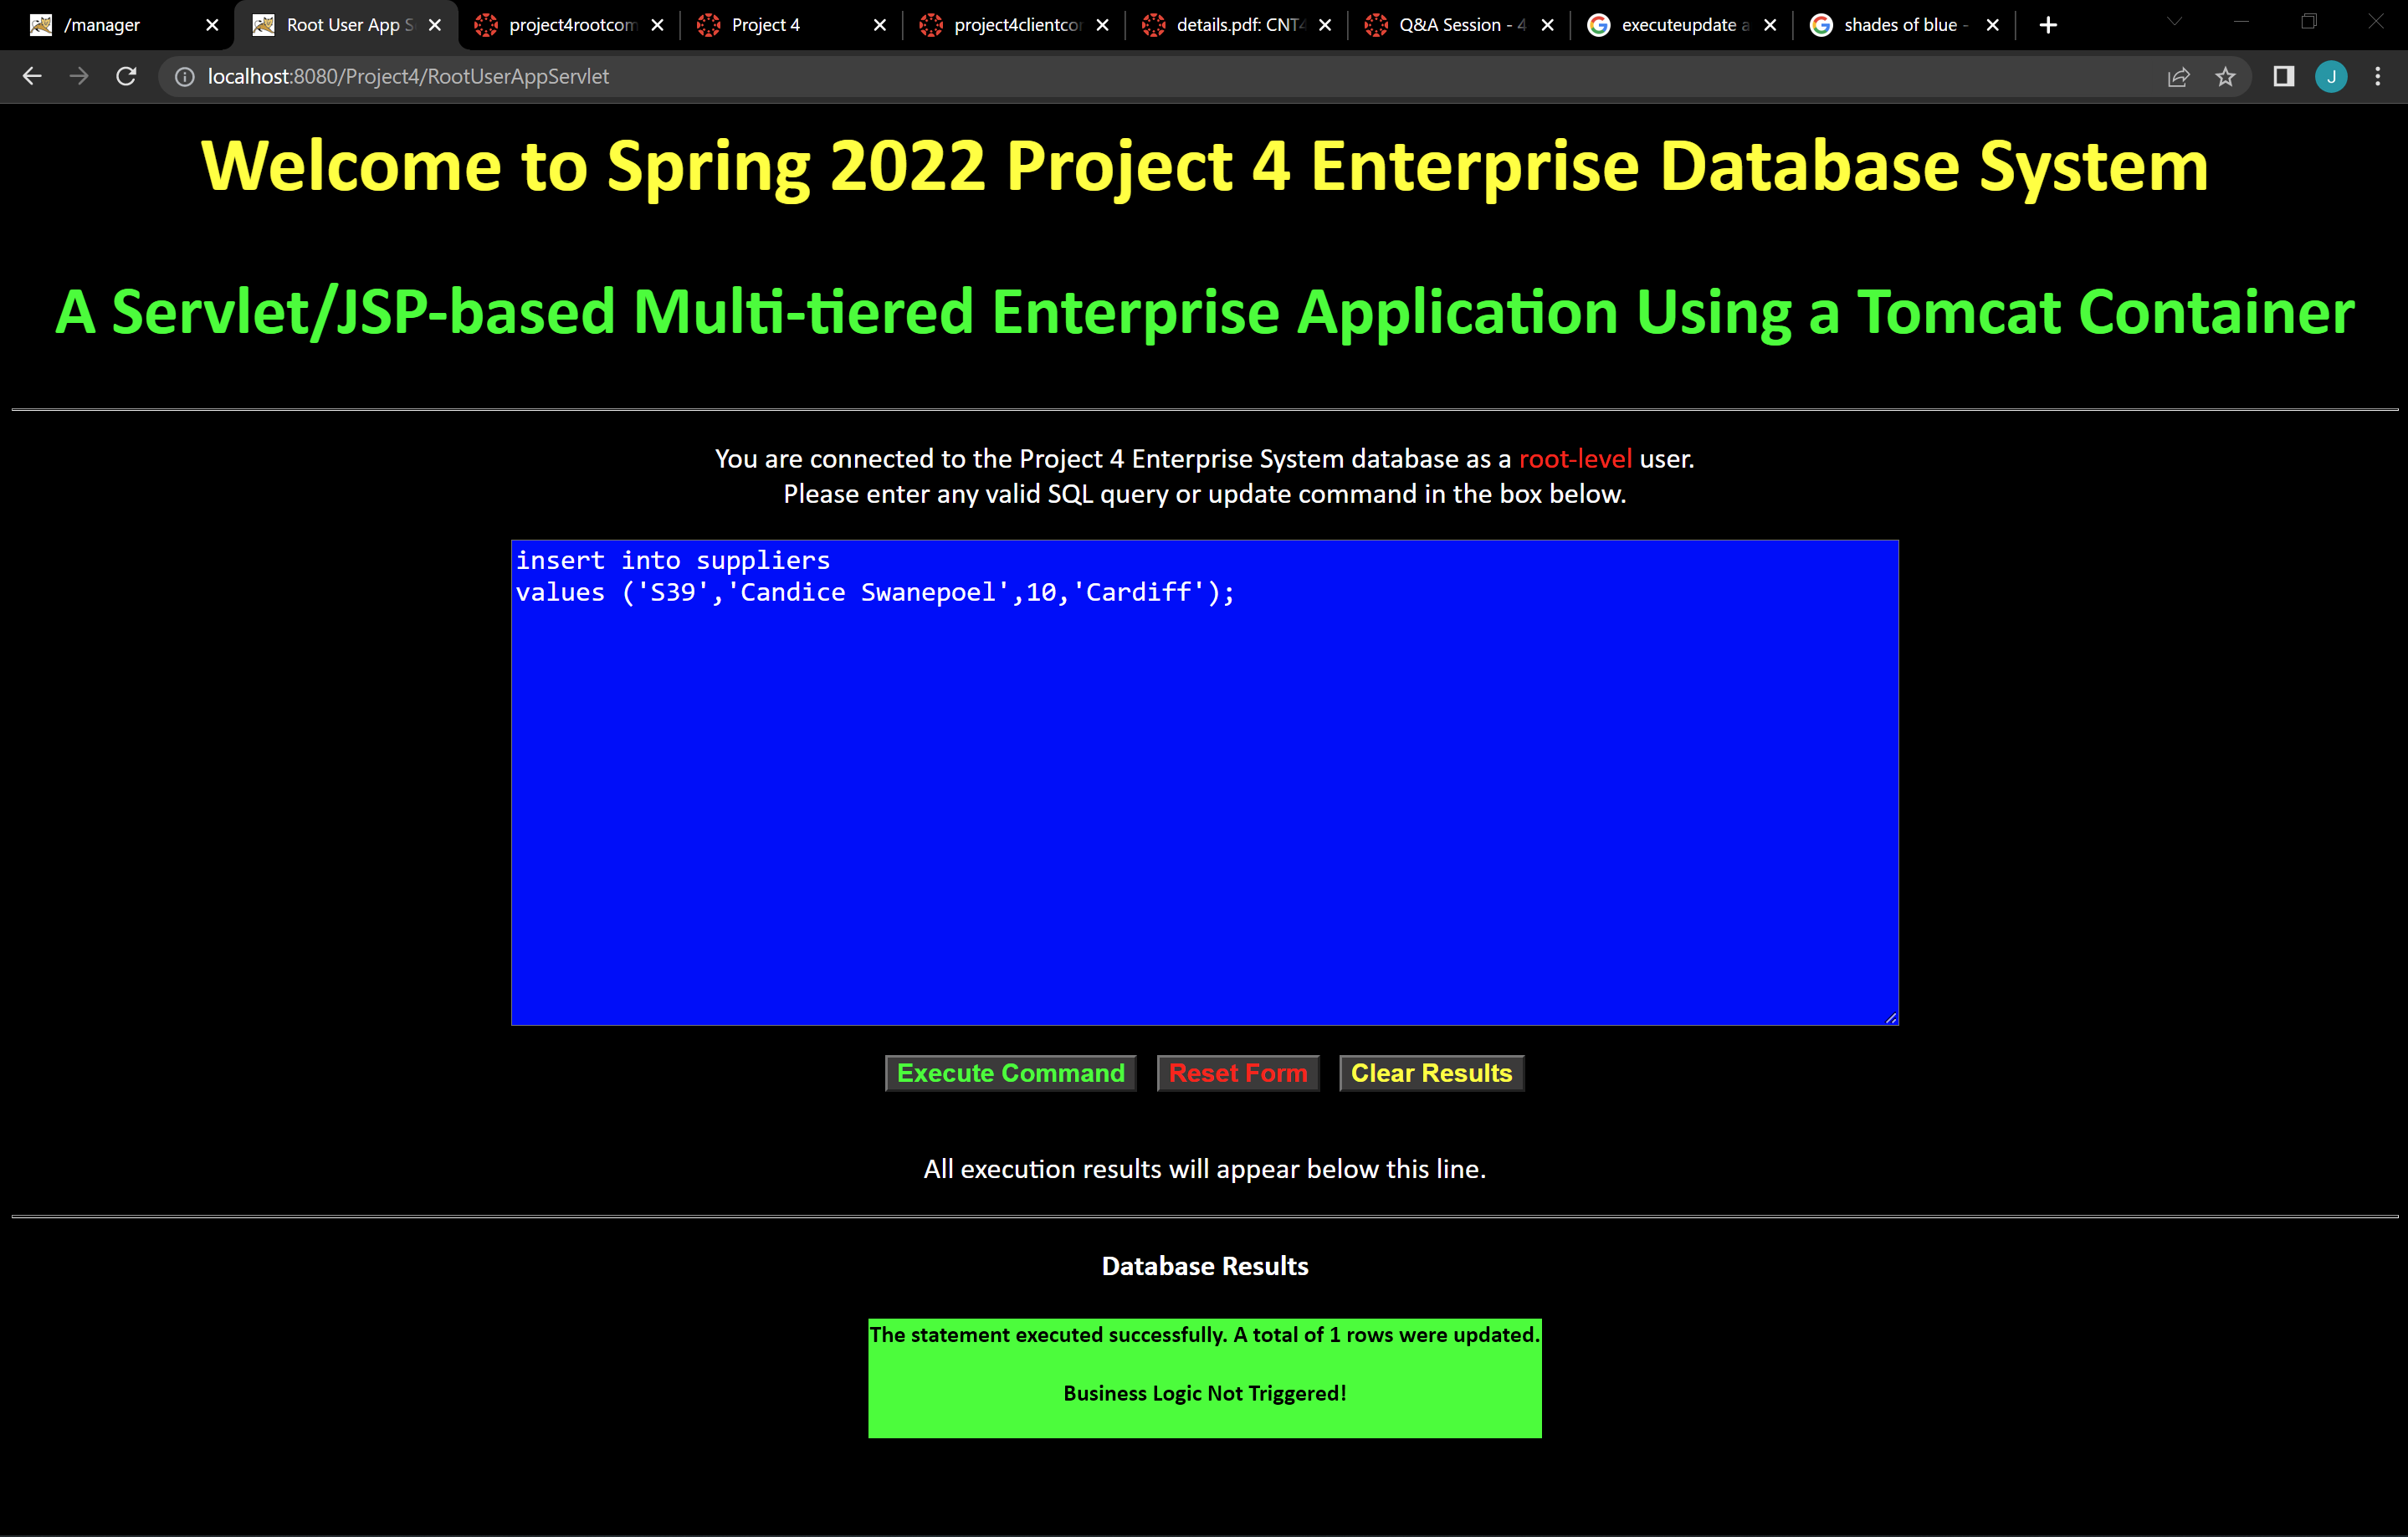 /manager
Root User App S
project4rootcom
Project 4
project4clientcor
details.pdf: CNT4
Q&A Session - 4
executeupdate a
shades of blue -
localhost:8080/Project4/RootUserAppServlet
J
Welcome to Spring 2022 Project 4 Enterprise Database System
A Servlet/JSP-based Multi-tiered Enterprise Application Using a Tomcat Container
You are connected to the Project 4 Enterprise System database as a root-level user.
Please enter any valid SQL query or update command in the box below.
insert into suppliers
values ('S39','Candice Swanepoel',10,'Cardiff');
Execute Command
Reset Form
Clear Results
All execution results will appear below this line.
Database Results
The statement executed successfully. A total of 1 rows were updated.
Business Logic Not Triggered!